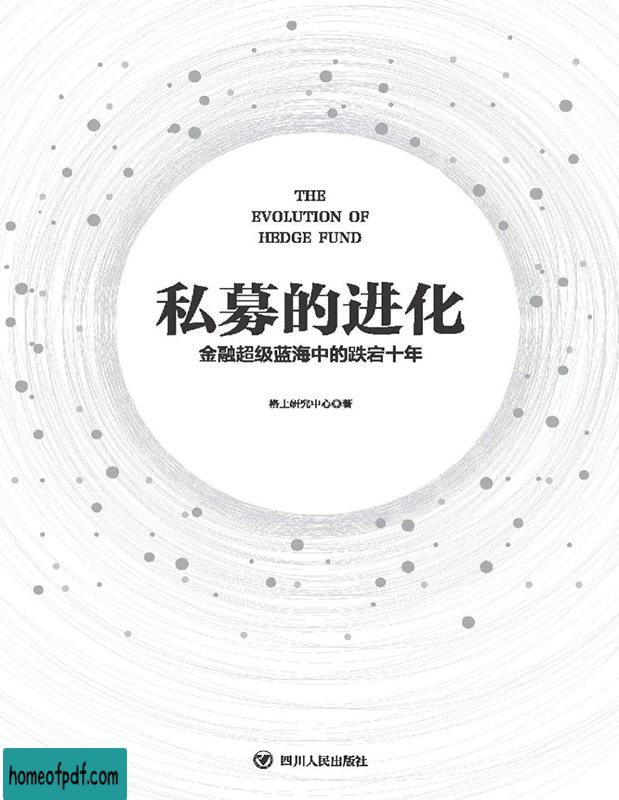 THE
EVOLUTION OF
HEDGE FUND
私募的进化
金融超级蓝海中的跌宕十年
格上研究中心◎著
四川人民出版社
homeofpdf.com